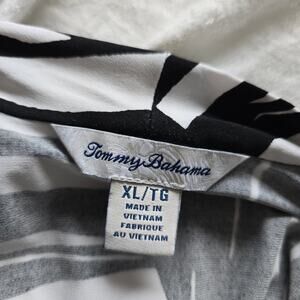 Tommy Bahama
XL/TG
MADE IN
VIETNAM
FABRIQUE
AU VIETNAM